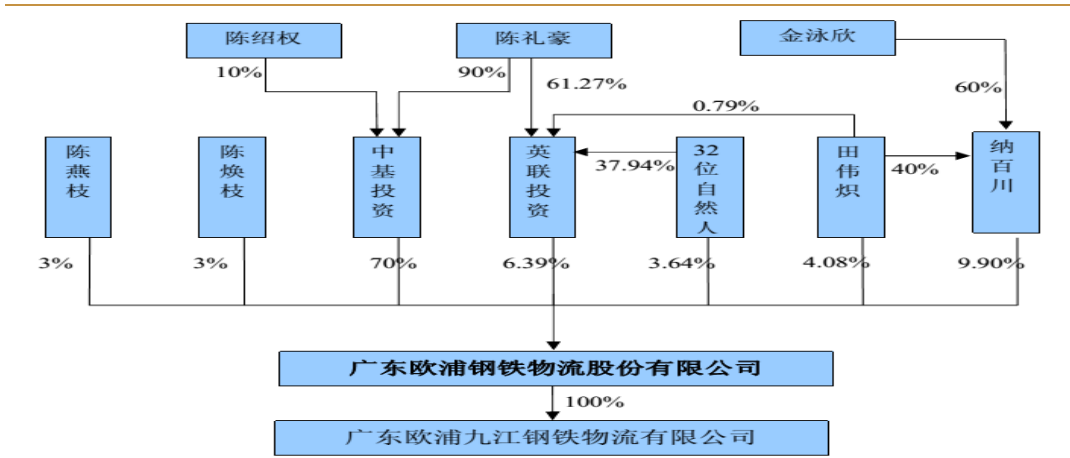 陈绍权
陈礼豪
金泳欣
10%
90%
61.27%
60%
0.79%
陈燕枝
陈焕枝
中基投资
英联投资
37.94%
32位自然人
田伟炽
40%
纳百川
3%
3%
70%
6.39%
3.64%
4.08%
9.90%
广东欧浦钢铁物流股份有限公司
100%
广东欧浦九江钢铁物流有限公司